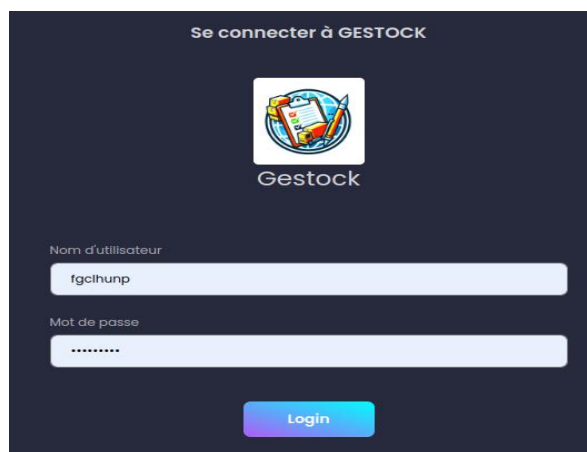 Se connecter à GESTOCK
Gestock
Nom d'utilisateur
fgclhunp
Mot de passe
•••••••••
Login